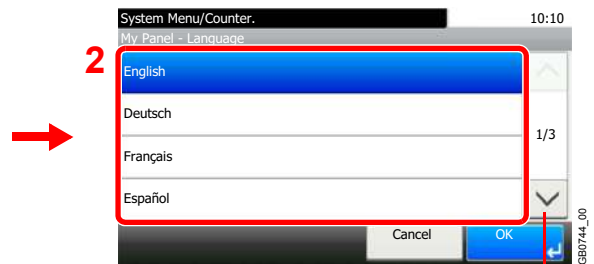 System Menu/Counter. 10:10
My Panel - Language
2
English
Deutsch
1/3
Français
Español
Cancel OK
GB0744_00